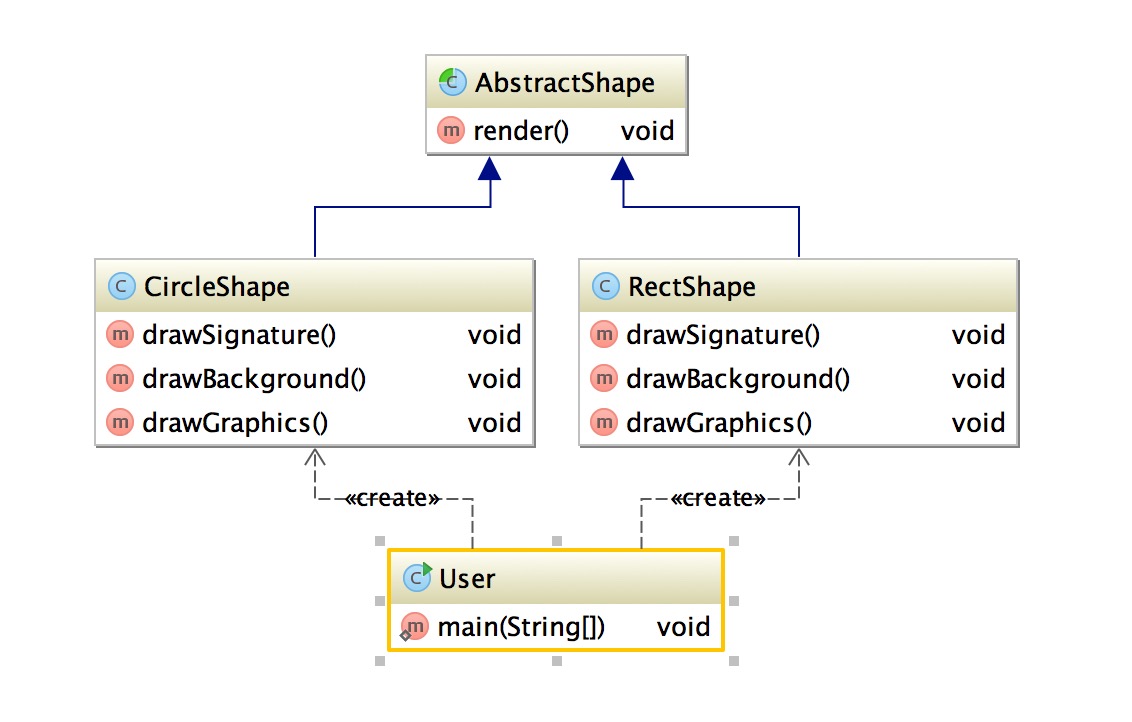 AbstractShape
render() void
CircleShape
drawSignature() void
drawBackground() void
drawGraphics() void
RectShape
drawSignature() void
drawBackground() void
drawGraphics() void
«create»
«create»
User
main(String[]) void